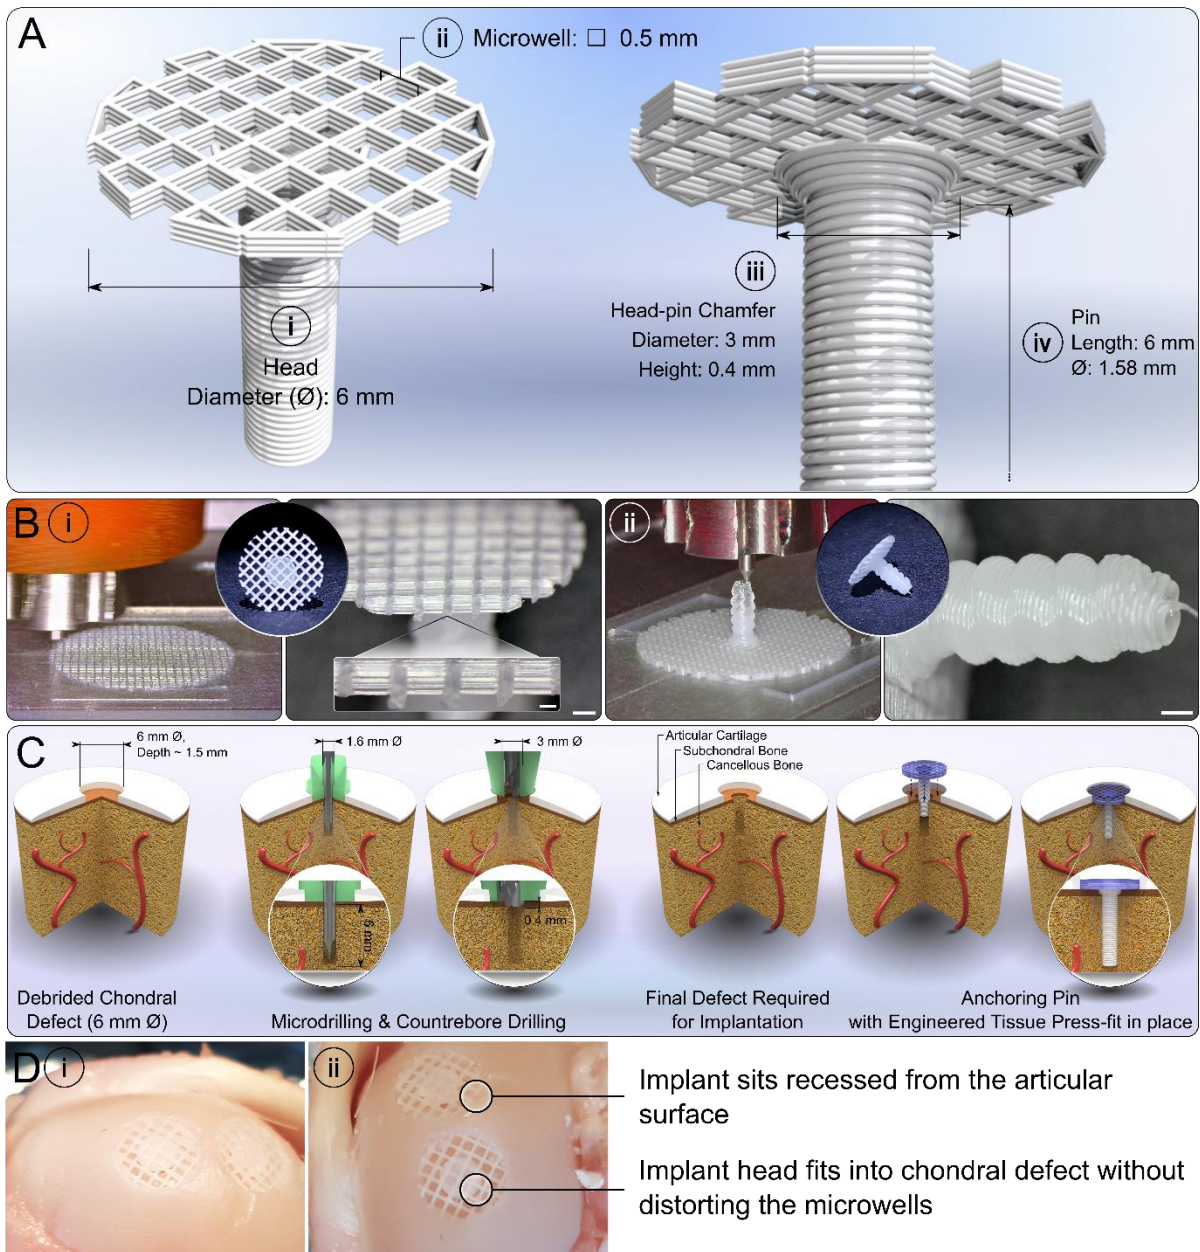 A
ii Microwell: □ 0.5 mm
i
Head
Diameter (Ø): 6 mm
iii
Head-pin Chamfer
Diameter: 3 mm
Height: 0.4 mm
iv
Pin
Length: 6 mm
Ø: 1.58 mm
B i
ii
C
6 mm Ø,
Depth ~ 1.5 mm
1.6 mm Ø
3 mm Ø
Articular Cartilage
Subchondral Bone
Cancellous Bone
6 mm
0.4 mm
Debrided Chondral
Defect (6 mm Ø)
Microdrilling & Countrebore Drilling
Final Defect Required
for Implantation
Anchoring Pin
with Engineered Tissue Press-fit in place
D i
ii
Implant sits recessed from the articular
surface
Implant head fits into chondral defect without
distorting the microwells